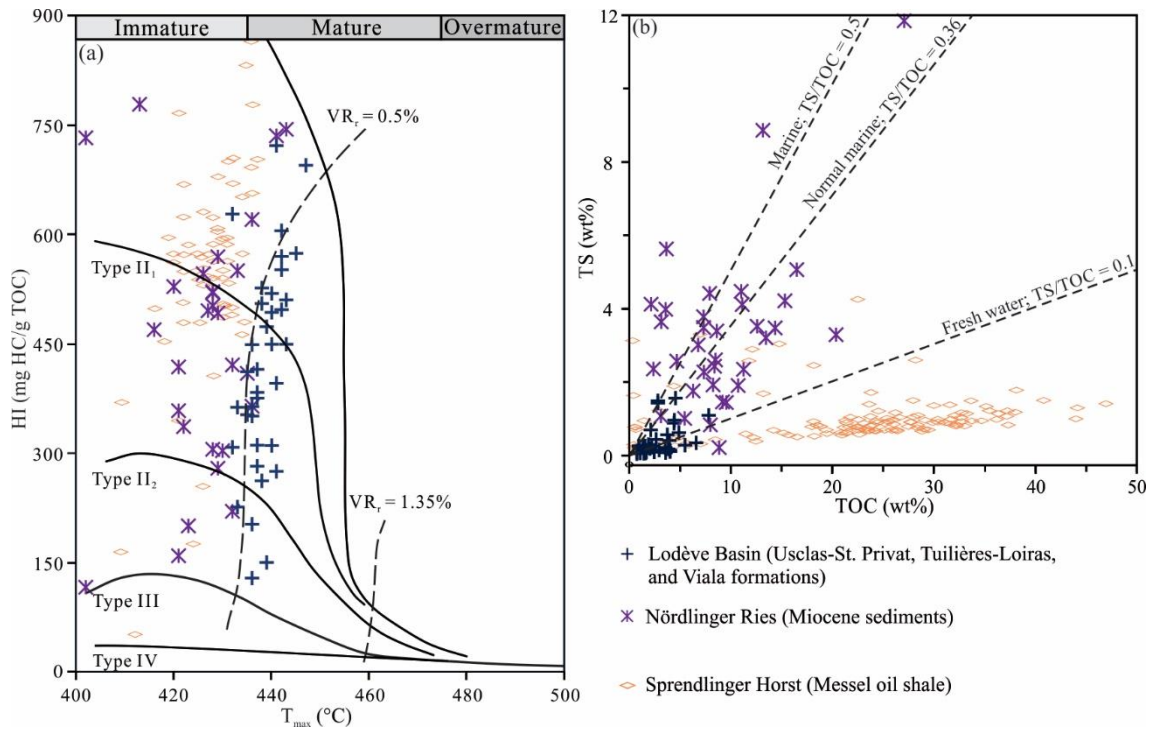 Immature Mature Overmature
(a)
900
750
600
450
300
150
0
HI (mg HC/g TOC)
VRr = 0.5%
VRr = 1.35%
Type II1
Type II2
Type III
Type IV
400 420 440 460 480 500
Tmax (°C)
(b)
12
8
4
0
TS (wt%)
Marine; TS/TOC = 0.5
Normal marine; TS/TOC = 0.36
Fresh water; TS/TOC = 0.1
0 10 20 30 40 50
TOC (wt%)
Lodève Basin (Usclas-St. Privat, Tuilières-Loiras,
and Viala formations)
Nördlinger Ries (Miocene sediments)
Sprendlinger Horst (Messel oil shale)